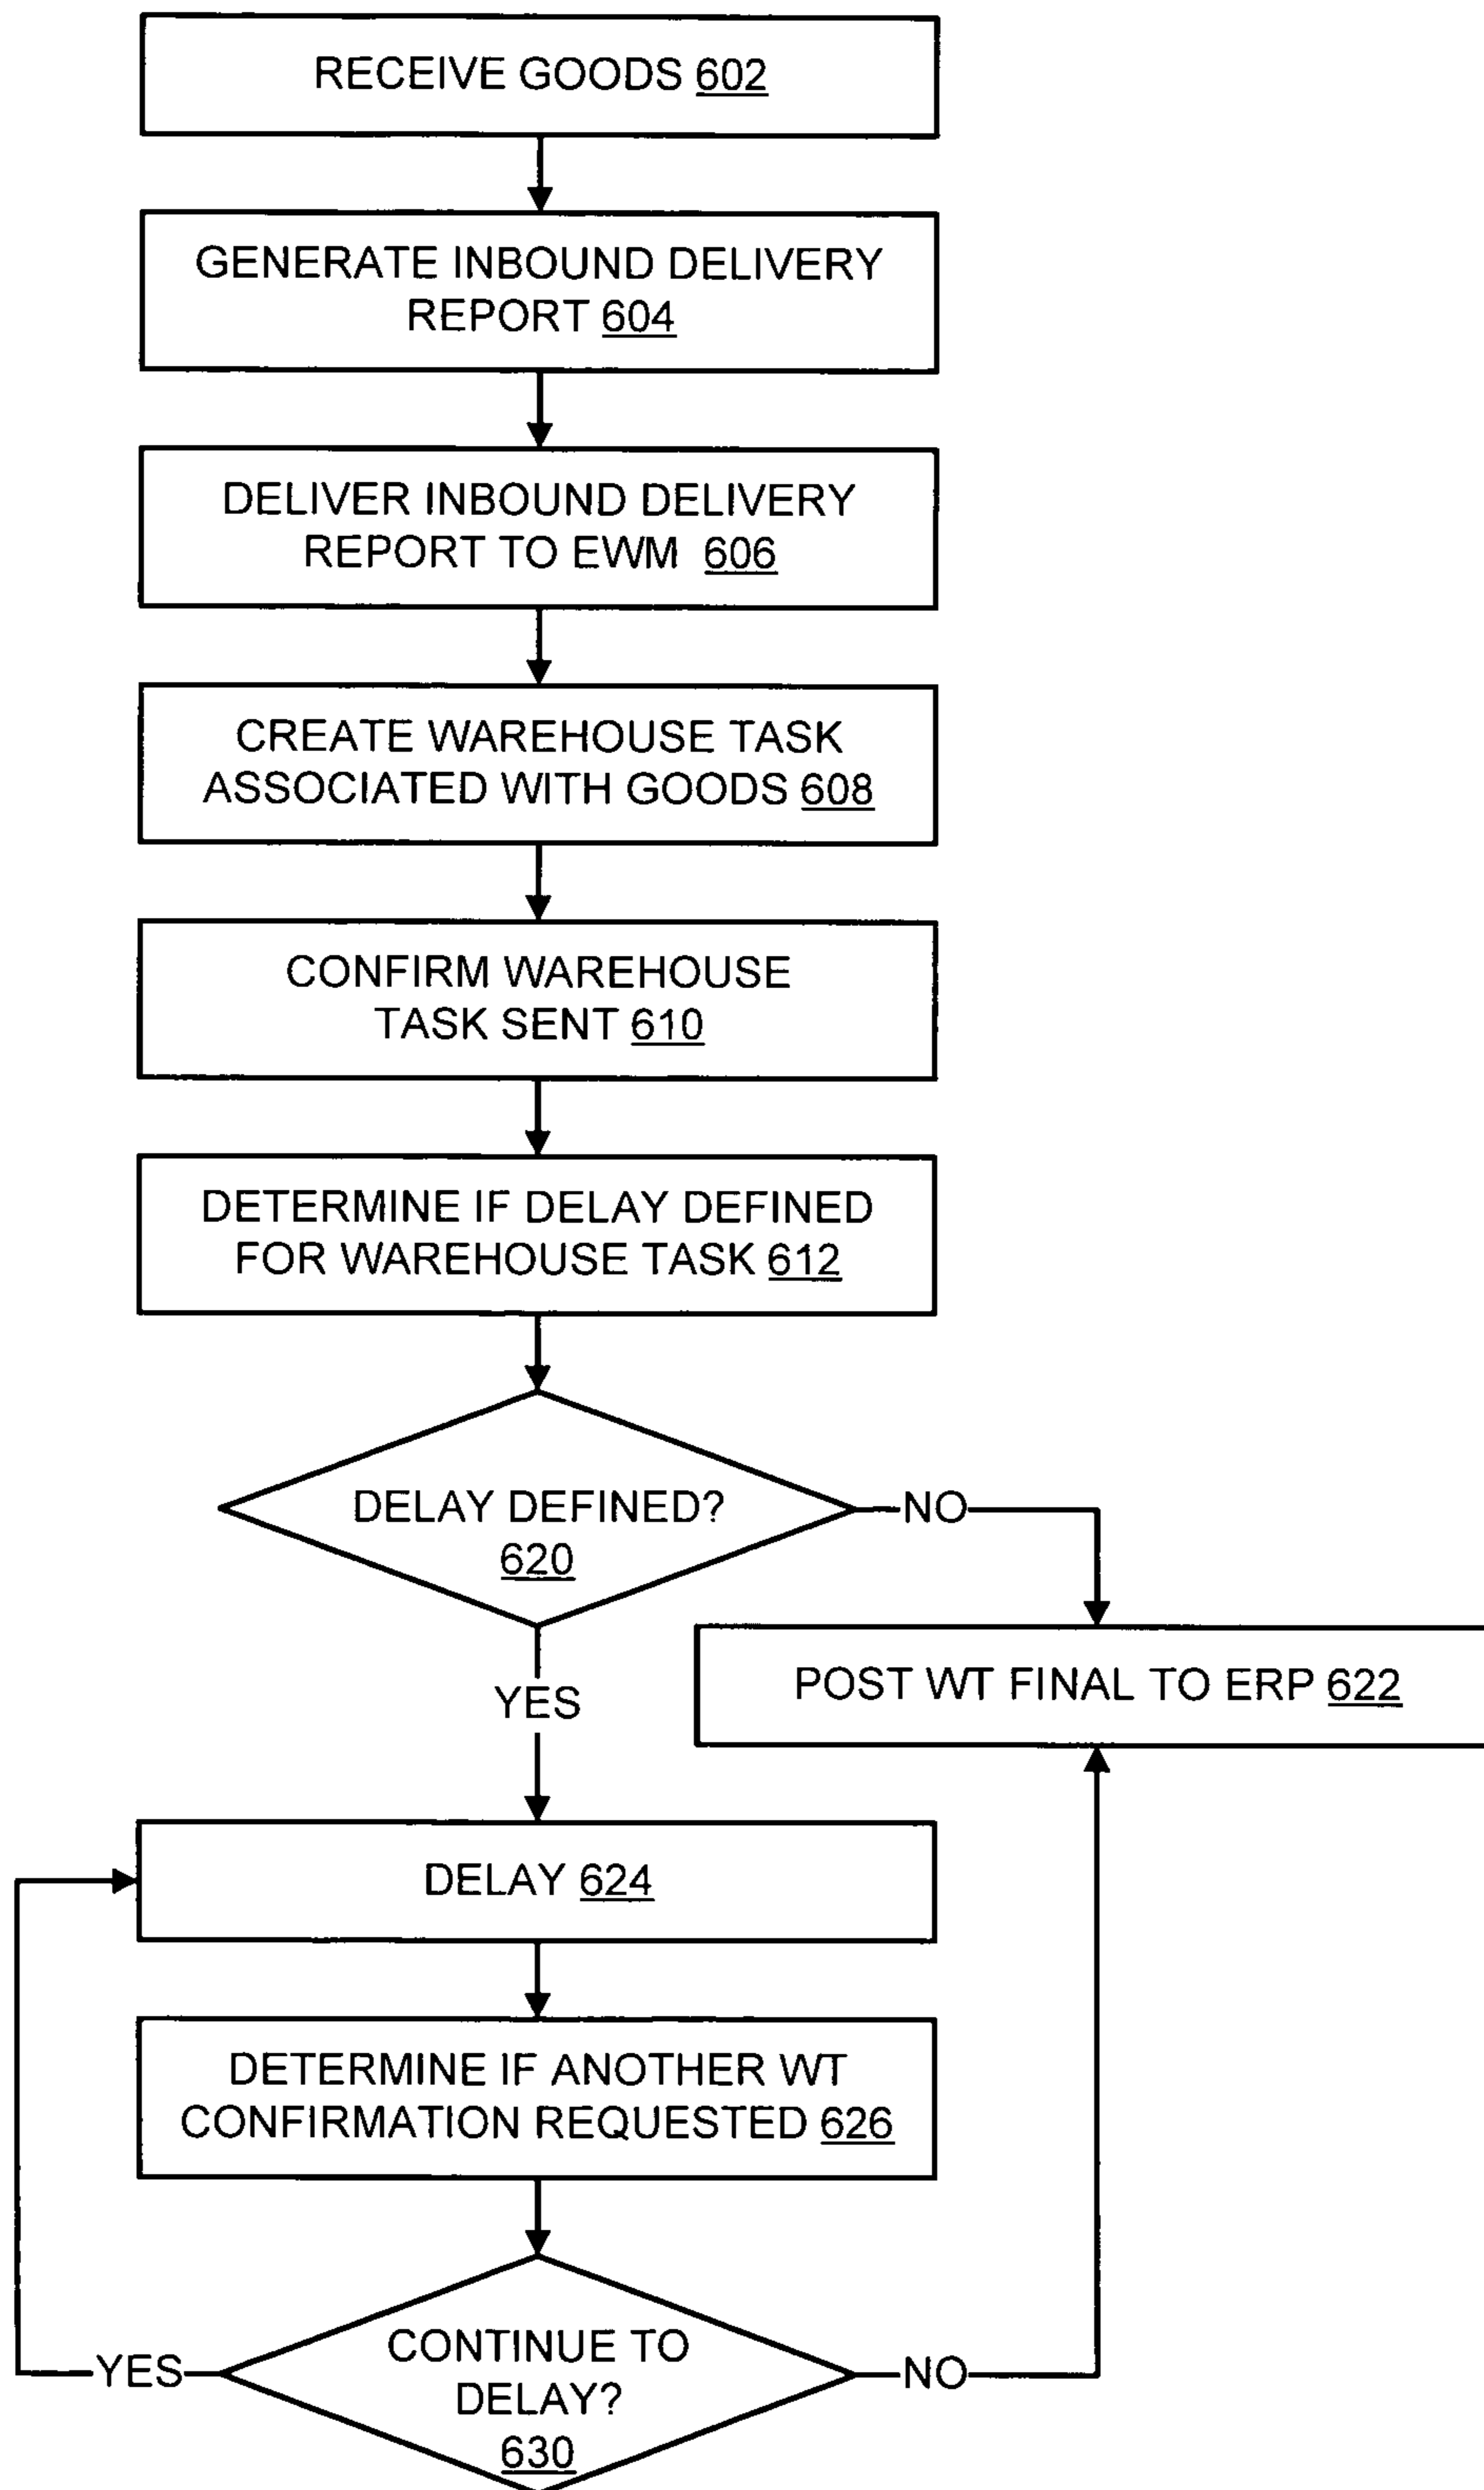 RECEIVE GOODS 602
GENERATE INBOUND DELIVERY
REPORT 604
DELIVER INBOUND DELIVERY
REPORT TO EWM 606
CREATE WAREHOUSE TASK
ASSOCIATED WITH GOODS 608
CONFIRM WAREHOUSE
TASK SENT 610
DETERMINE IF DELAY DEFINED
FOR WAREHOUSE TASK 612
DELAY DEFINED?
620
NO
POST WT FINAL TO ERP 622
YES
DELAY 624
DETERMINE IF ANOTHER WT
CONFIRMATION REQUESTED 626
CONTINUE TO
DELAY?
630
YES
NO